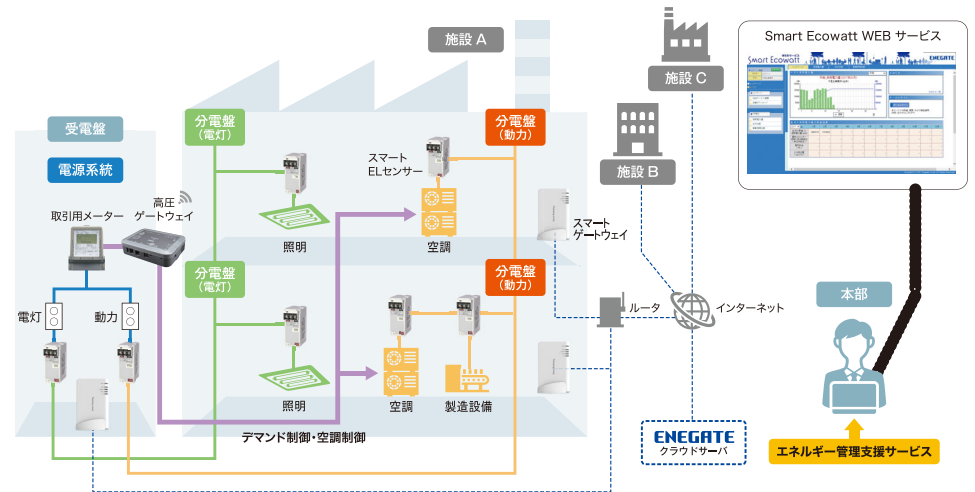 施設 A
施設 C
施設 B
Smart Ecowatt WEB サービス
Smart Ecowatt
ENEGATE
受電盤
電源系統
取引用メーター
高圧
ゲートウェイ
電灯
動力
分電盤
（電灯）
分電盤
（動力）
スマート
ELセンサー
照明
空調
分電盤
（電灯）
分電盤
（動力）
照明
空調
製造設備
デマンド制御・空調制御
スマート
ゲートウェイ
ルータ
インターネット
ENEGATE
クラウドサーバ
本部
エネルギー管理支援サービス